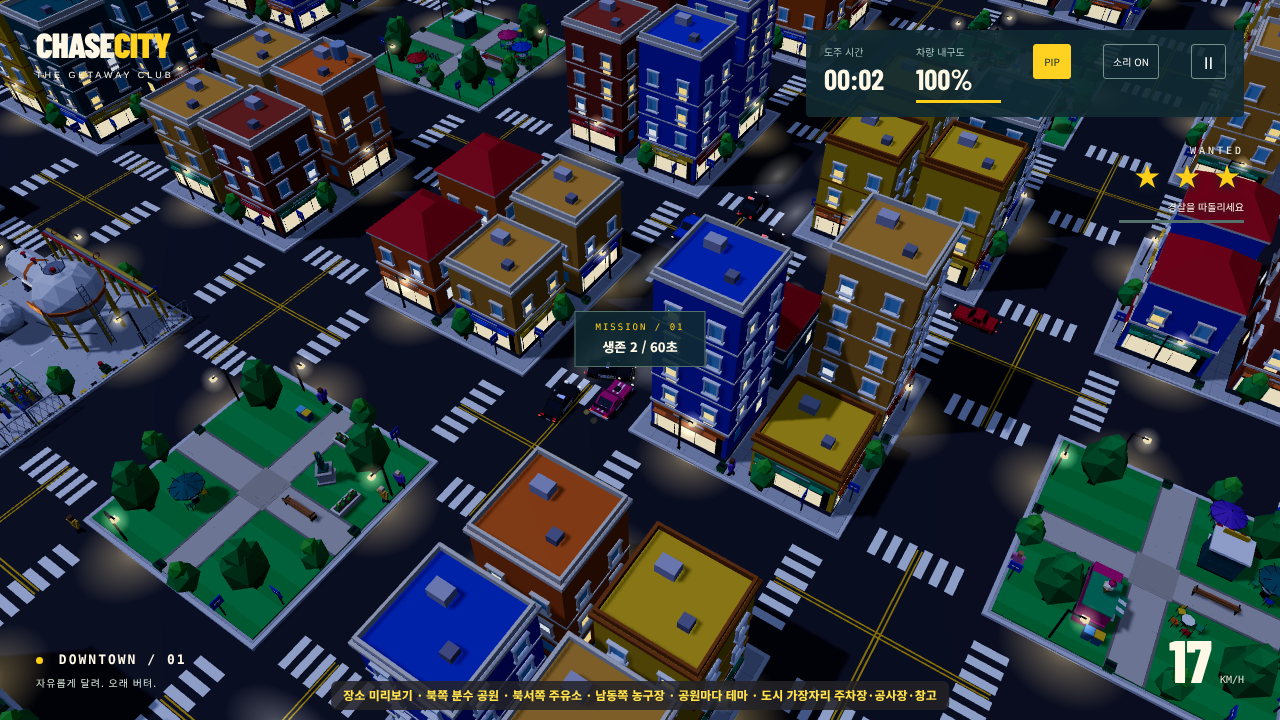 CHASECITY
THE GETAWAY CLUB
도주 시간
00:02
차량 내구도
100%
PIP
소리 ON
WANTED
경찰을 따돌리세요
MISSION / 01
생존 2 / 60초
DOWNTOWN / 01
자유롭게 달려. 오래 버텨.
장소 미리보기 · 북쪽 분수 공원 · 북서쪽 주유소 · 남동쪽 농구장 · 공원마다 테마 · 도시 가장자리 주차장·공사장·창고
17 KM/H